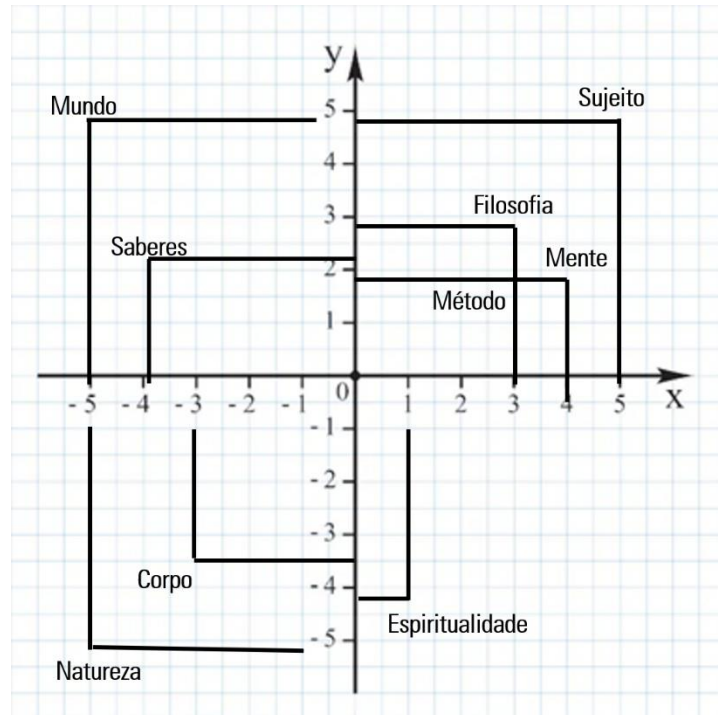 y
Mundo
5
Sujeito
4
3
Filosofia
Saberes
2
Mente
Método
1
-5 -4 -3 -2 -1 0 1 2 3 4 5 x
-1
-2
-3
Corpo
-4
Espiritualidade
-5
Natureza